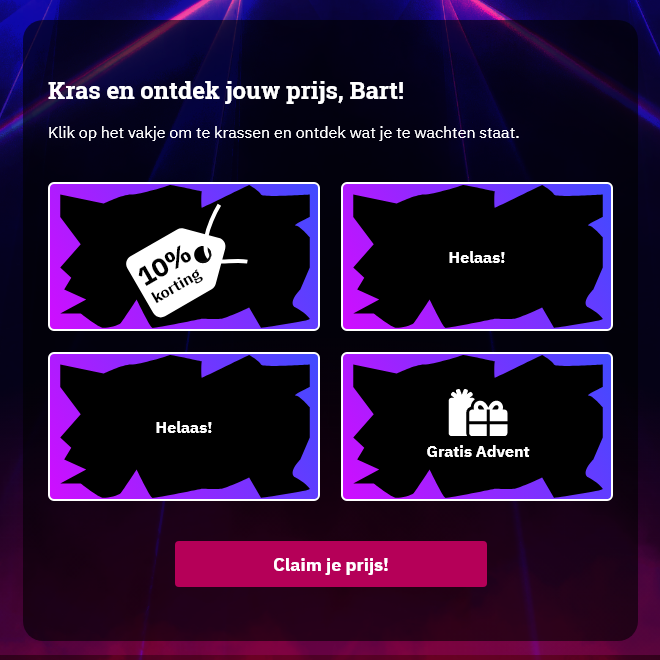 Kras en ontdek jouw prijs, Bart!
Klik op het vakje om te krassen en ontdek wat je te wachten staat.
10%
korting
Helaas!
Helaas!
Gratis Advent
Claim je prijs!